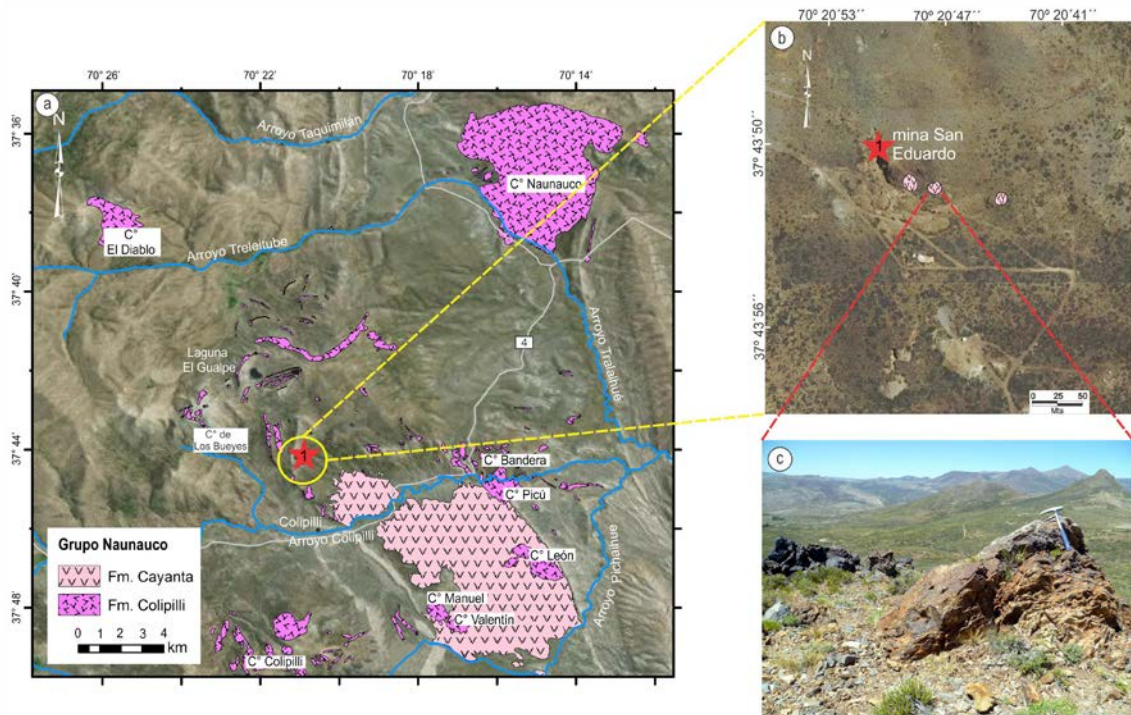 70° 26
70° 22
70° 18
70° 14
a
N
37° 36
37° 40
37° 44
37° 48
Arroyo Taquimilán
C° Naunauco
C°
El Diablo
Arroyo Treleitube
Arroyo Tralaihué
4
Laguna
El Gualpe
C° de
Los Bueyes
1
C° Bandera
C° Picú
Colipilli
Arroyo Colipilli
C° León
Arroyo Pichaihue
C° Manuel
C° Valentín
C° Colipilli
Grupo Naunauco
Fm. Cayanta
Fm. Colipilli
0 1 2 3 4
km
70° 20´53´´
70° 20´47´´
70° 20´41´´
b
N
37° 43´50´´
37° 43´56´´
1
mina San
Eduardo
0 25 50
Mts
c